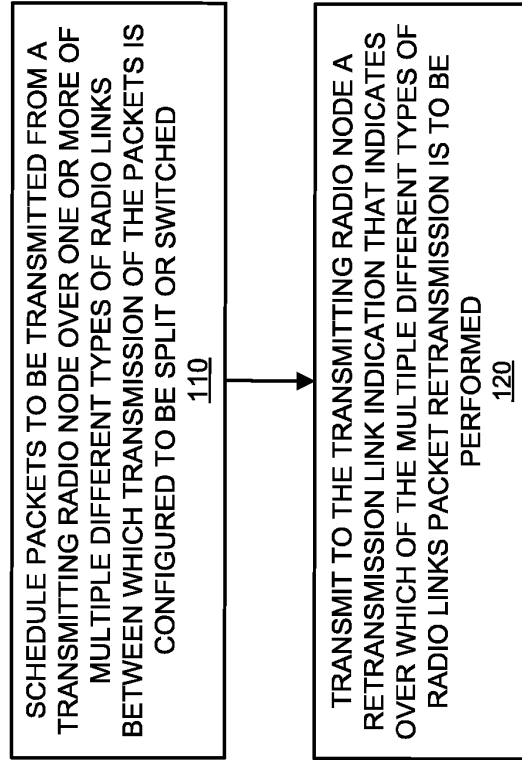 SCHEDULE PACKETS TO BE TRANSMITTED FROM A
TRANSMITTING RADIO NODE OVER ONE OR MORE OF
MULTIPLE DIFFERENT TYPES OF RADIO LINKS
BETWEEN WHICH TRANSMISSION OF THE PACKETS IS
CONFIGURED TO BE SPLIT OR SWITCHED
110
TRANSMIT TO THE TRANSMITTING RADIO NODE A
RETRANSMISSION LINK INDICATION THAT INDICATES
OVER WHICH OF THE MULTIPLE DIFFERENT TYPES OF
RADIO LINKS PACKET RETRANSMISSION IS TO BE
PERFORMED
120